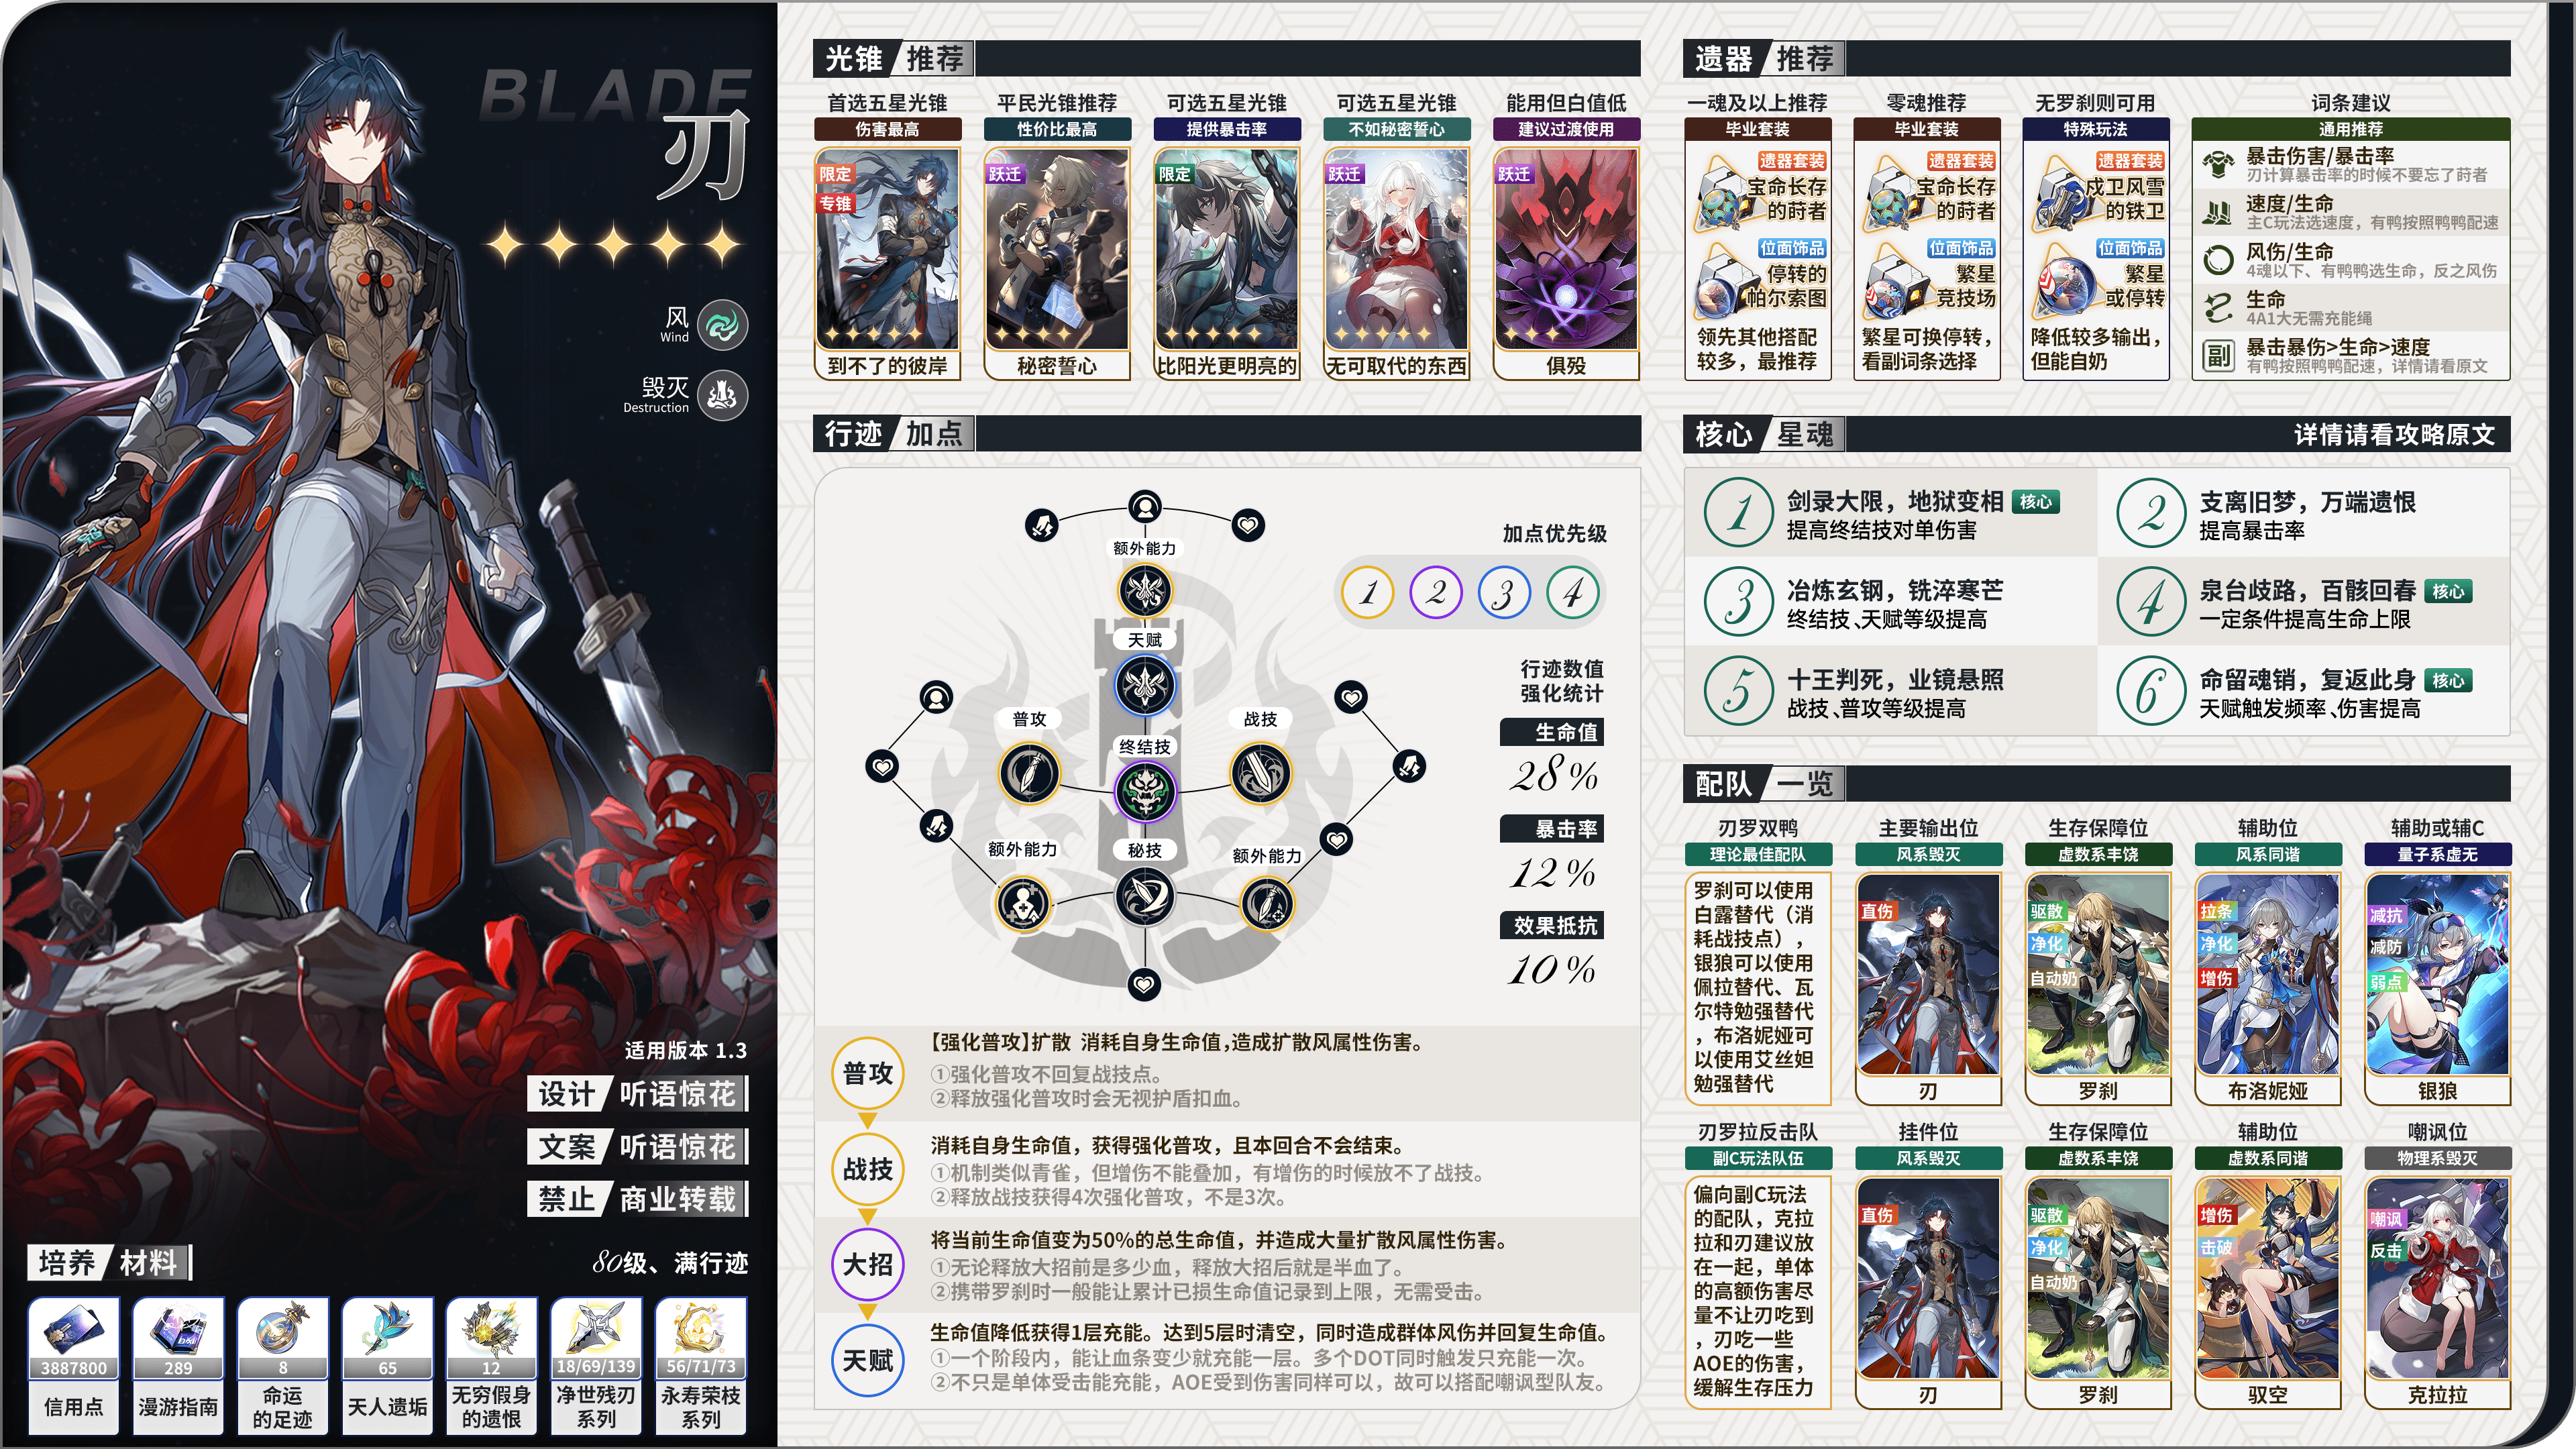 BLADE
刃
风
Wind
毁灭
Destruction
适用版本 1.3
设计 听语惊花
文案 听语惊花
禁止 商业转载
培养 材料
80级、满行迹
3887800
信用点
289
漫游指南
8
命运
的足迹
65
天人遗垢
12
无穷假身
的遗恨
18/69/139
净世残刃
系列
56/71/73
永寿荣枝
系列
光锥 推荐
首选五星光锥
伤害最高
限定
专锥
到不了的彼岸
平民光锥推荐
性价比最高
跃迁
秘密誓心
可选五星光锥
提供暴击率
限定
比阳光更明亮的
可选五星光锥
不如秘密誓心
跃迁
无可取代的东西
能用但白值低
建议过渡使用
跃迁
俱殁
行迹 加点
额外能力
天赋
普攻
战技
终结技
额外能力
秘技
额外能力
加点优先级
1 2 3 4
行迹数值
强化统计
生命值
28%
暴击率
12%
效果抵抗
10%
普攻
【强化普攻】扩散 消耗自身生命值,造成扩散风属性伤害。
①强化普攻不回复战技点。
②释放强化普攻时会无视护盾扣血。
战技
消耗自身生命值，获得强化普攻，且本回合不会结束。
①机制类似青雀，但增伤不能叠加，有增伤的时候放不了战技。
②释放战技获得4次强化普攻，不是3次。
大招
将当前生命值变为50%的总生命值，并造成大量扩散风属性伤害。
①无论释放大招前是多少血，释放大招后就是半血了。
②携带罗刹时一般能让累计已损生命值记录到上限，无需受击。
天赋
生命值降低获得1层充能。达到5层时清空，同时造成群体风伤并回复生命值。
①一个阶段内，能让血条变少就充能一层。多个DOT同时触发只充能一次。
②不只是单体受击能充能，AOE受到伤害同样可以，故可以搭配嘲讽型队友。
遗器 推荐
一魂及以上推荐
毕业套装
遗器套装
宝命长存
的莳者
位面饰品
停转的
帕尔索图
领先其他搭配
较多，最推荐
零魂推荐
毕业套装
遗器套装
宝命长存
的莳者
位面饰品
繁星
竞技场
繁星可换停转，
看副词条选择
无罗刹则可用
特殊玩法
遗器套装
戍卫风雪
的铁卫
位面饰品
繁星
或停转
降低较多输出，
但能自奶
词条建议
通用推荐
暴击伤害/暴击率
刃计算暴击率的时候不要忘了莳者
速度/生命
主C玩法选速度，有鸭按照鸭鸭配速
风伤/生命
4魂以下、有鸭鸭选生命，反之风伤
生命
4A1大无需充能绳
副
暴击暴伤>生命>速度
有鸭按照鸭鸭配速，详情请看原文
核心 星魂
详情请看攻略原文
1
剑录大限，地狱变相 核心
提高终结技对单伤害
2
支离旧梦，万端遗恨
提高暴击率
3
冶炼玄钢，铣淬寒芒
终结技、天赋等级提高
4
泉台歧路，百骸回春 核心
一定条件提高生命上限
5
十王判死，业镜悬照
战技、普攻等级提高
6
命留魂销，复返此身 核心
天赋触发频率、伤害提高
配队 一览
刃罗双鸭
理论最佳配队
罗刹可以使用
白露替代（消
耗战技点），
银狼可以使用
佩拉替代、瓦
尔特勉强替代
，布洛妮娅可
以使用艾丝妲
勉强替代
主要输出位
风系毁灭
直伤
刃
生存保障位
虚数系丰饶
驱散
净化
自动奶
罗刹
辅助位
风系同谐
拉条
净化
增伤
布洛妮娅
辅助或辅C
量子系虚无
减抗
减防
弱点
银狼
刃罗拉反击队
副C玩法队伍
偏向副C玩法
的配队，克拉
拉和刃建议放
在一起，单体
的高额伤害尽
量不让刃吃到
，刃吃一些
AOE的伤害，
缓解生存压力
挂件位
风系毁灭
直伤
刃
生存保障位
虚数系丰饶
驱散
净化
自动奶
罗刹
辅助位
虚数系同谐
增伤
击破
驭空
嘲讽位
物理系毁灭
嘲讽
反击
克拉拉